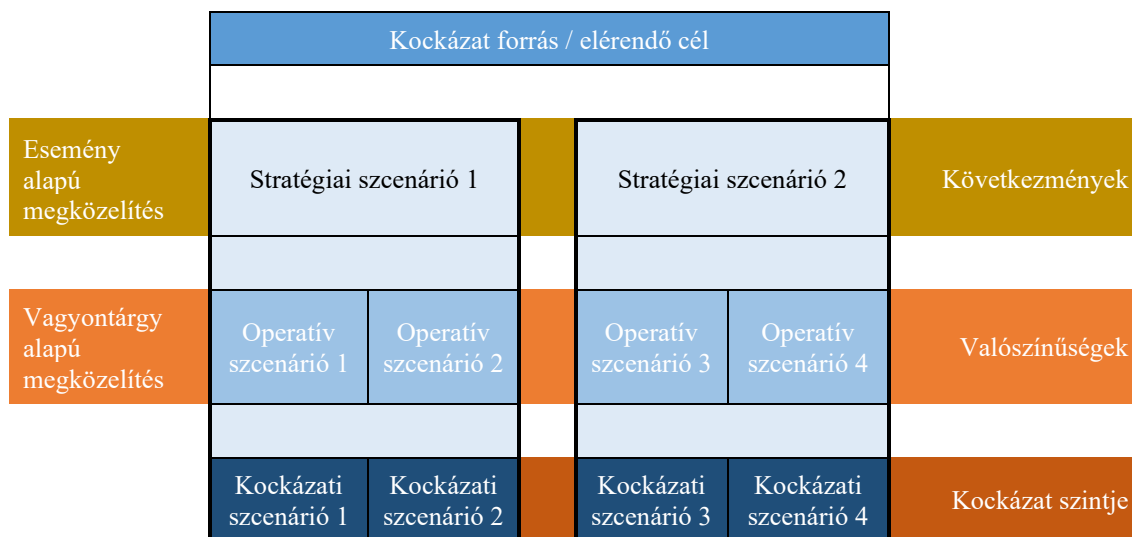 Kockázat forrás / elérendő cél
Esemény
alapú
megközelítés
Stratégiai szcenárió 1
Stratégiai szcenárió 2
Következmények
Vagyontárgy
alapú
megközelítés
Operatív
szcenárió 1
Operatív
szcenárió 2
Operatív
szcenárió 3
Operatív
szcenárió 4
Valószínűségek
Kockázati
szcenárió 1
Kockázati
szcenárió 2
Kockázati
szcenárió 3
Kockázati
szcenárió 4
Kockázat szintje